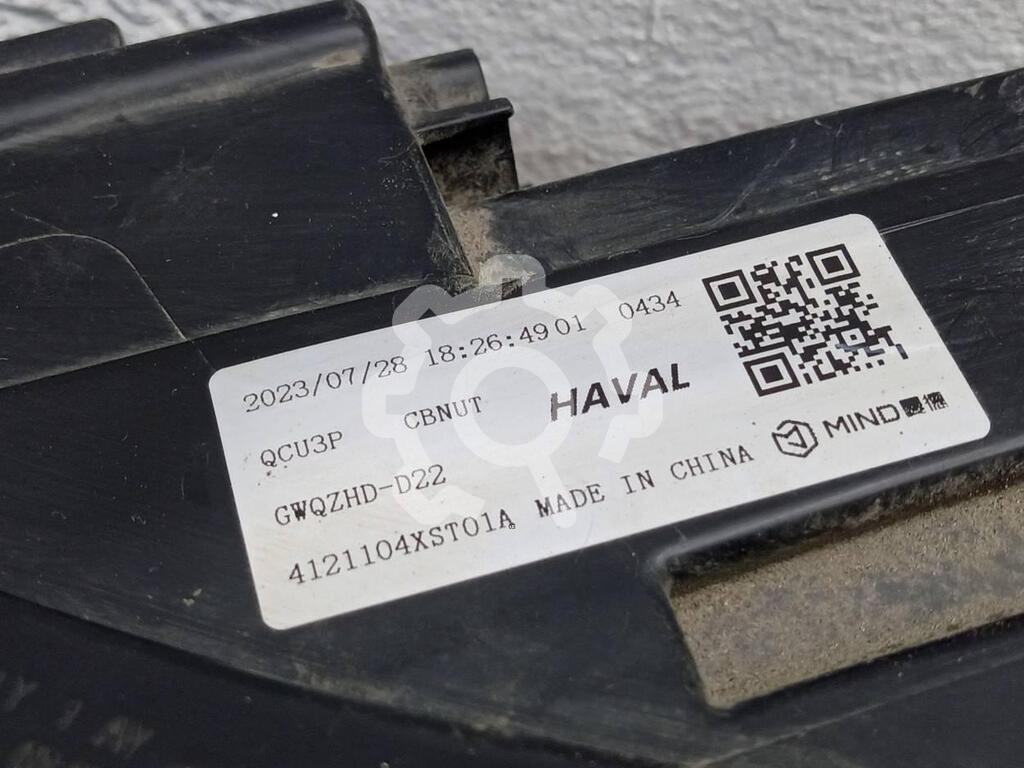 2023/07/28 18:26:49 01 0434
QCU3P CBNUT HAVAL
GWQZHD-D22
4121104XST01A MADE IN CHINA
MIND